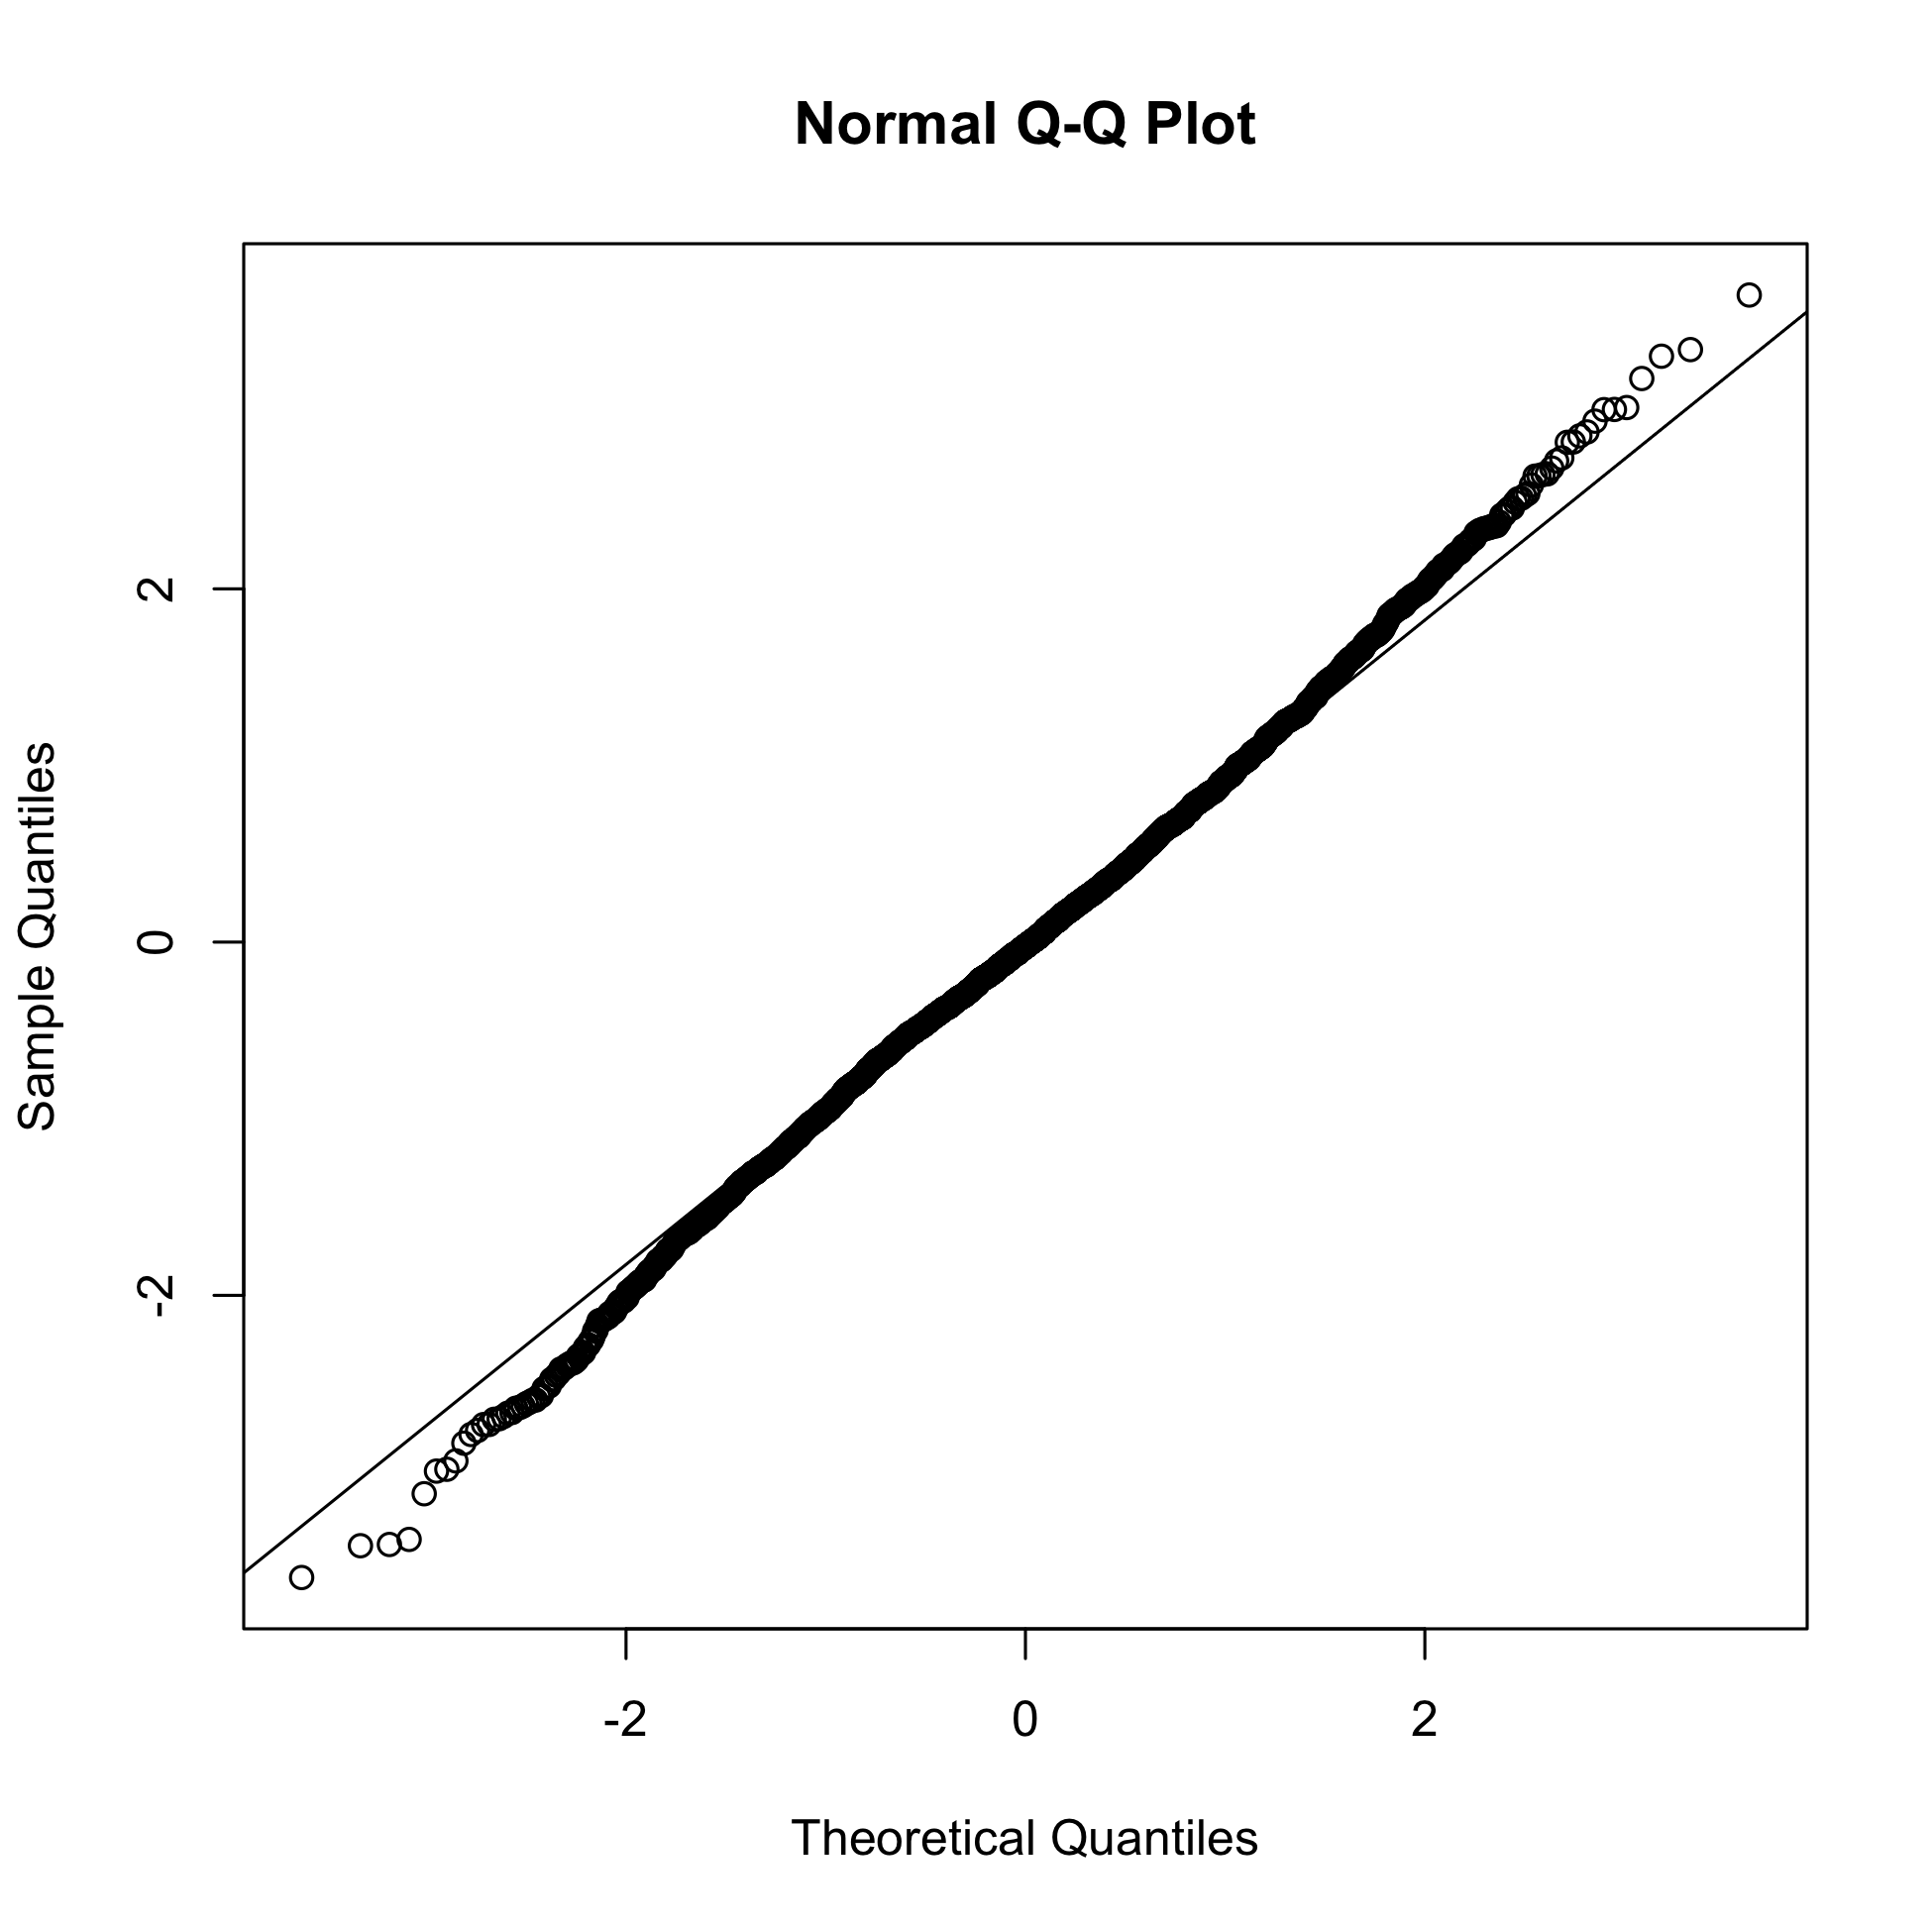 Normal Q-Q Plot
Sample Quantiles
2
0
-2
-2 0 2
Theoretical Quantiles